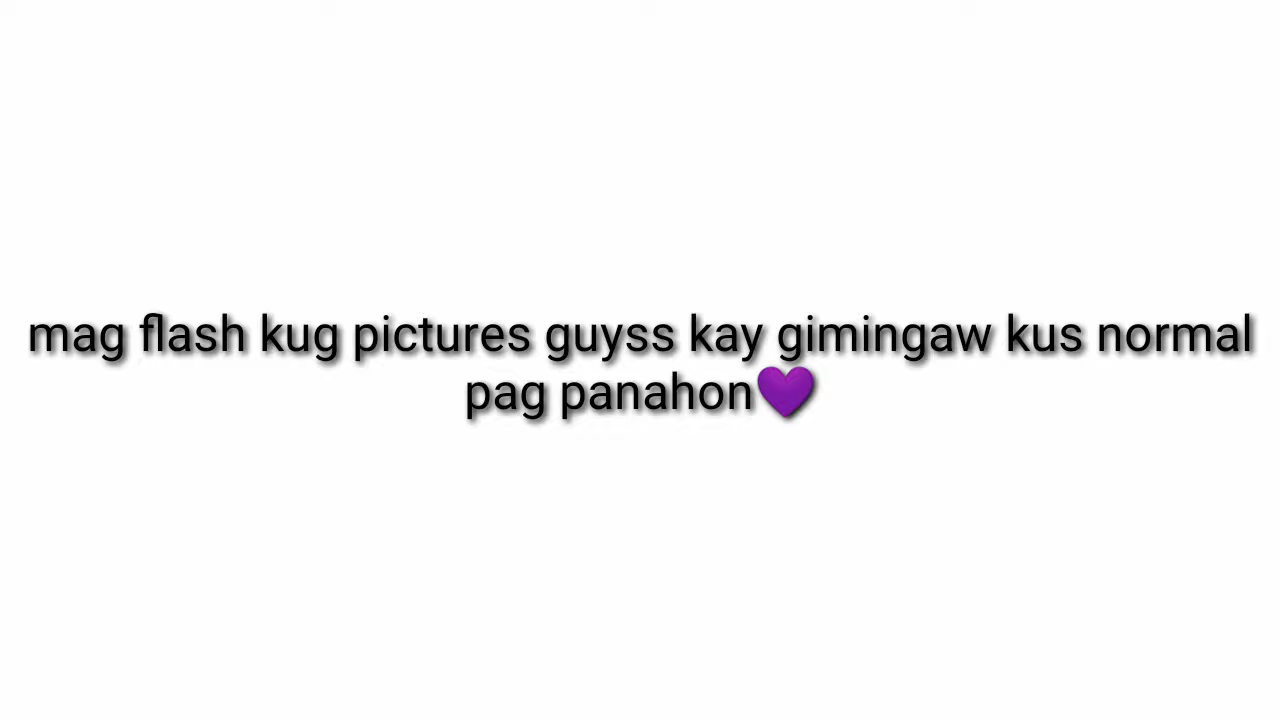 mag flash kug pictures guyss kay gimingaw kus normal
pag panahon💜